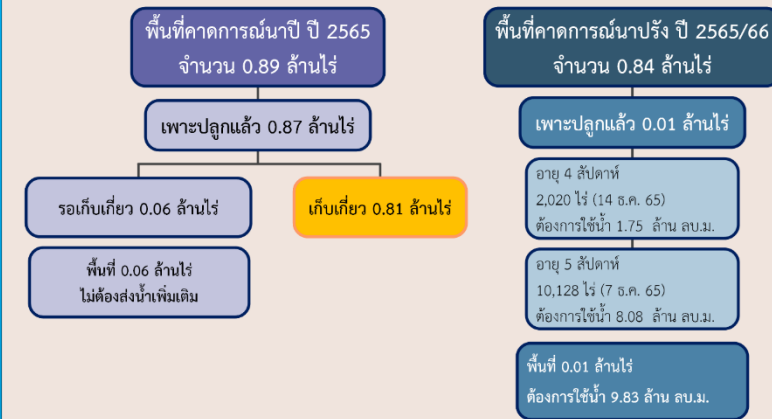 พื้นที่คาดการณ์นาปี ปี 2565
จำนวน 0.89 ล้านไร่
เพาะปลูกแล้ว 0.87 ล้านไร่
รอเก็บเกี่ยว 0.06 ล้านไร่
เก็บเกี่ยว 0.81 ล้านไร่
พื้นที่ 0.06 ล้านไร่
ไม่ต้องส่งน้ำเพิ่มเติม
พื้นที่คาดการณ์นาปรัง ปี 2565/66
จำนวน 0.84 ล้านไร่
เพาะปลูกแล้ว 0.01 ล้านไร่
อายุ 4 สัปดาห์
2,020 ไร่ (14 ธ.ค. 65)
ต้องการใช้น้ำ 1.75 ล้าน ลบ.ม.
อายุ 5 สัปดาห์
10,128 ไร่ (7 ธ.ค. 65)
ต้องการใช้น้ำ 8.08 ล้าน ลบ.ม.
พื้นที่ 0.01 ล้านไร่
ต้องการใช้น้ำ 9.83 ล้าน ลบ.ม.